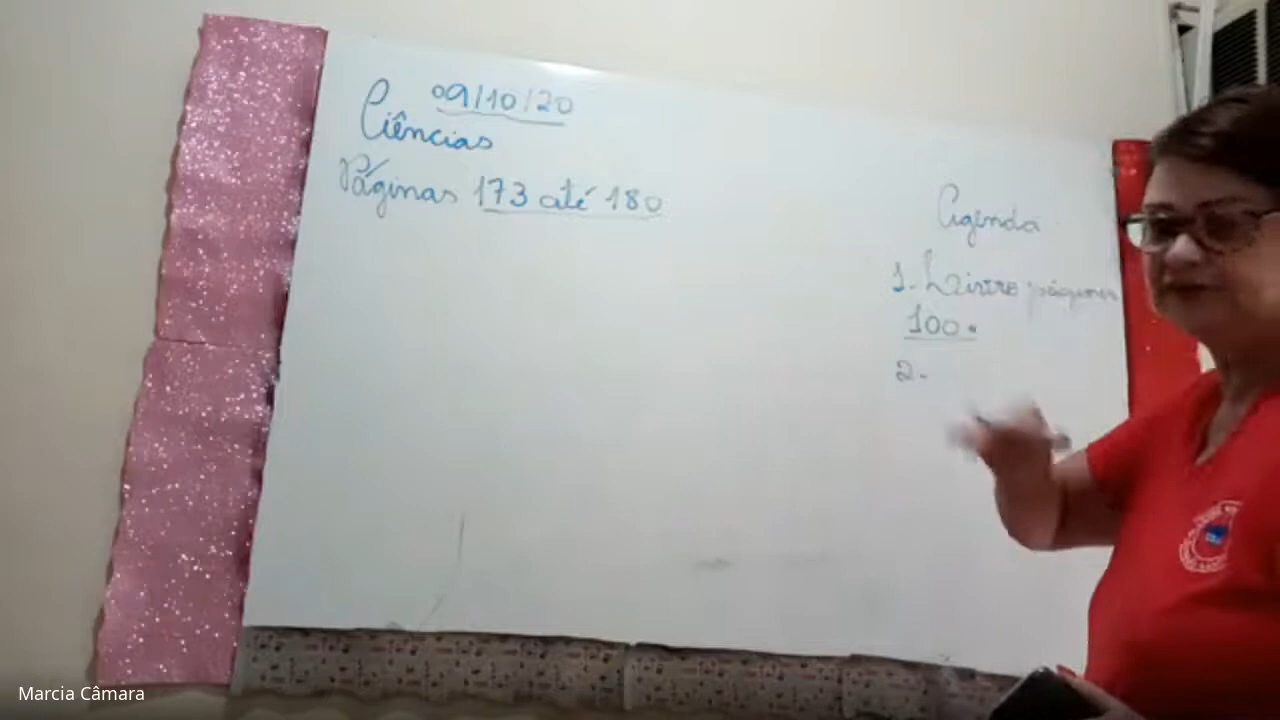 09/10/20
Ciências
Páginas 173 até 180
Agenda
1. Livro páginas
100.
2.
Marcia Câmara